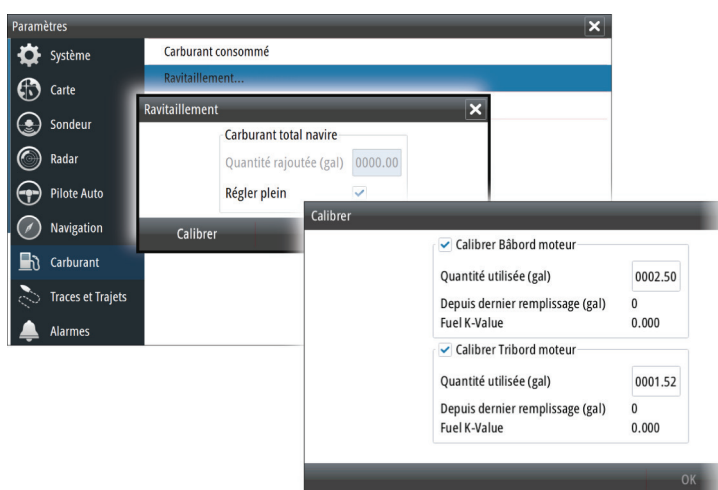 Paramètres
Système
Carte
Sondeur
Radar
Pilote Auto
Navigation
Carburant
Traces et Trajets
Alarmes
Carburant consommé
Ravitaillement...
Ravitaillement
Carburant total navire
Quantité rajoutée (gal) 0000.00
Régler plein
Calibrer
Calibrer
Calibrer Bâbord moteur
Quantité utilisée (gal) 0002.50
Depuis dernier remplissage (gal) 0
Fuel K-Value 0.000
Calibrer Tribord moteur
Quantité utilisée (gal) 0001.52
Depuis dernier remplissage (gal) 0
Fuel K-Value 0.000
OK